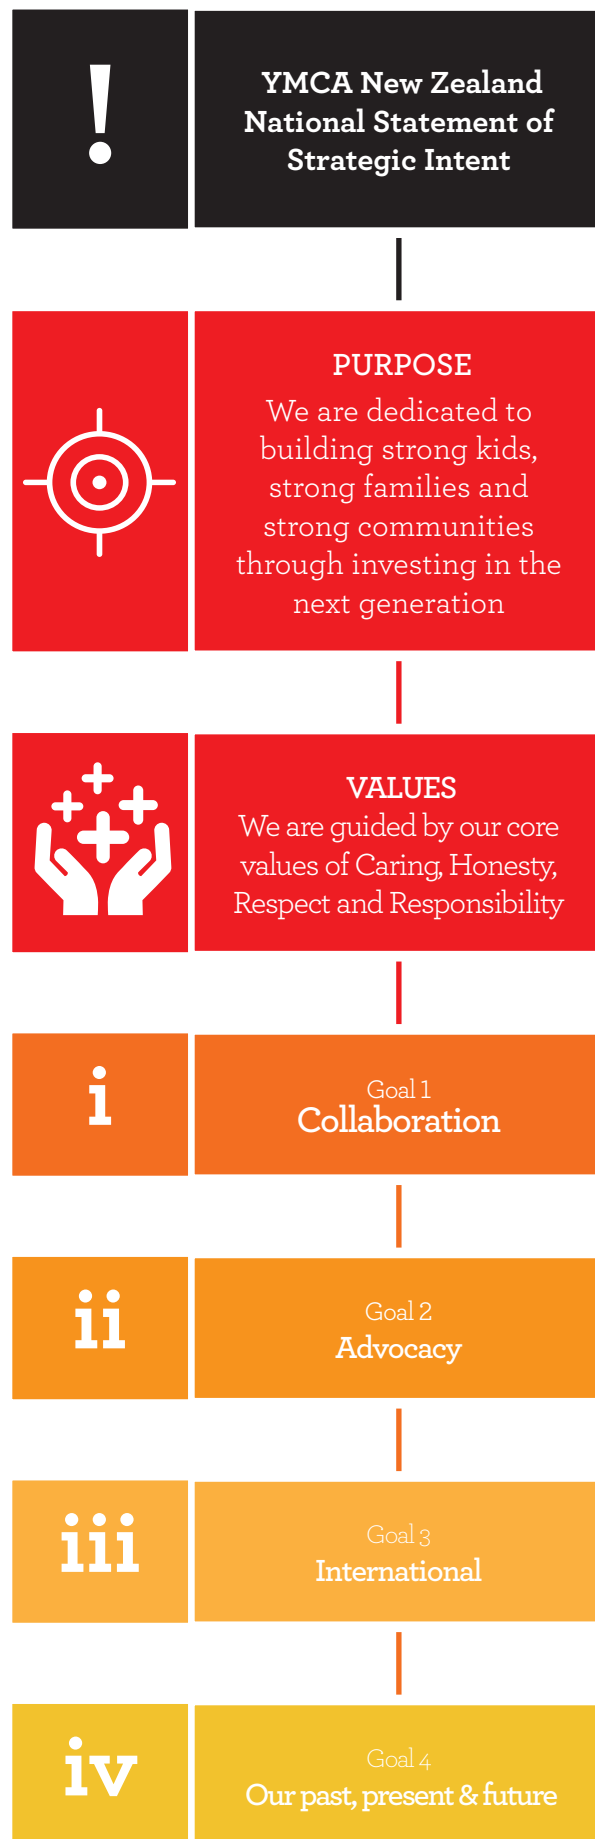 !
YMCA New Zealand
National Statement of
Strategic Intent
PURPOSE
We are dedicated to
building strong kids,
strong families and
strong communities
through investing in the
next generation
VALUES
We are guided by our core
values of Caring, Honesty,
Respect and Responsibility
i
Goal 1
Collaboration
ii
Goal 2
Advocacy
iii
Goal 3
International
iv
Goal 4
Our past, present & future